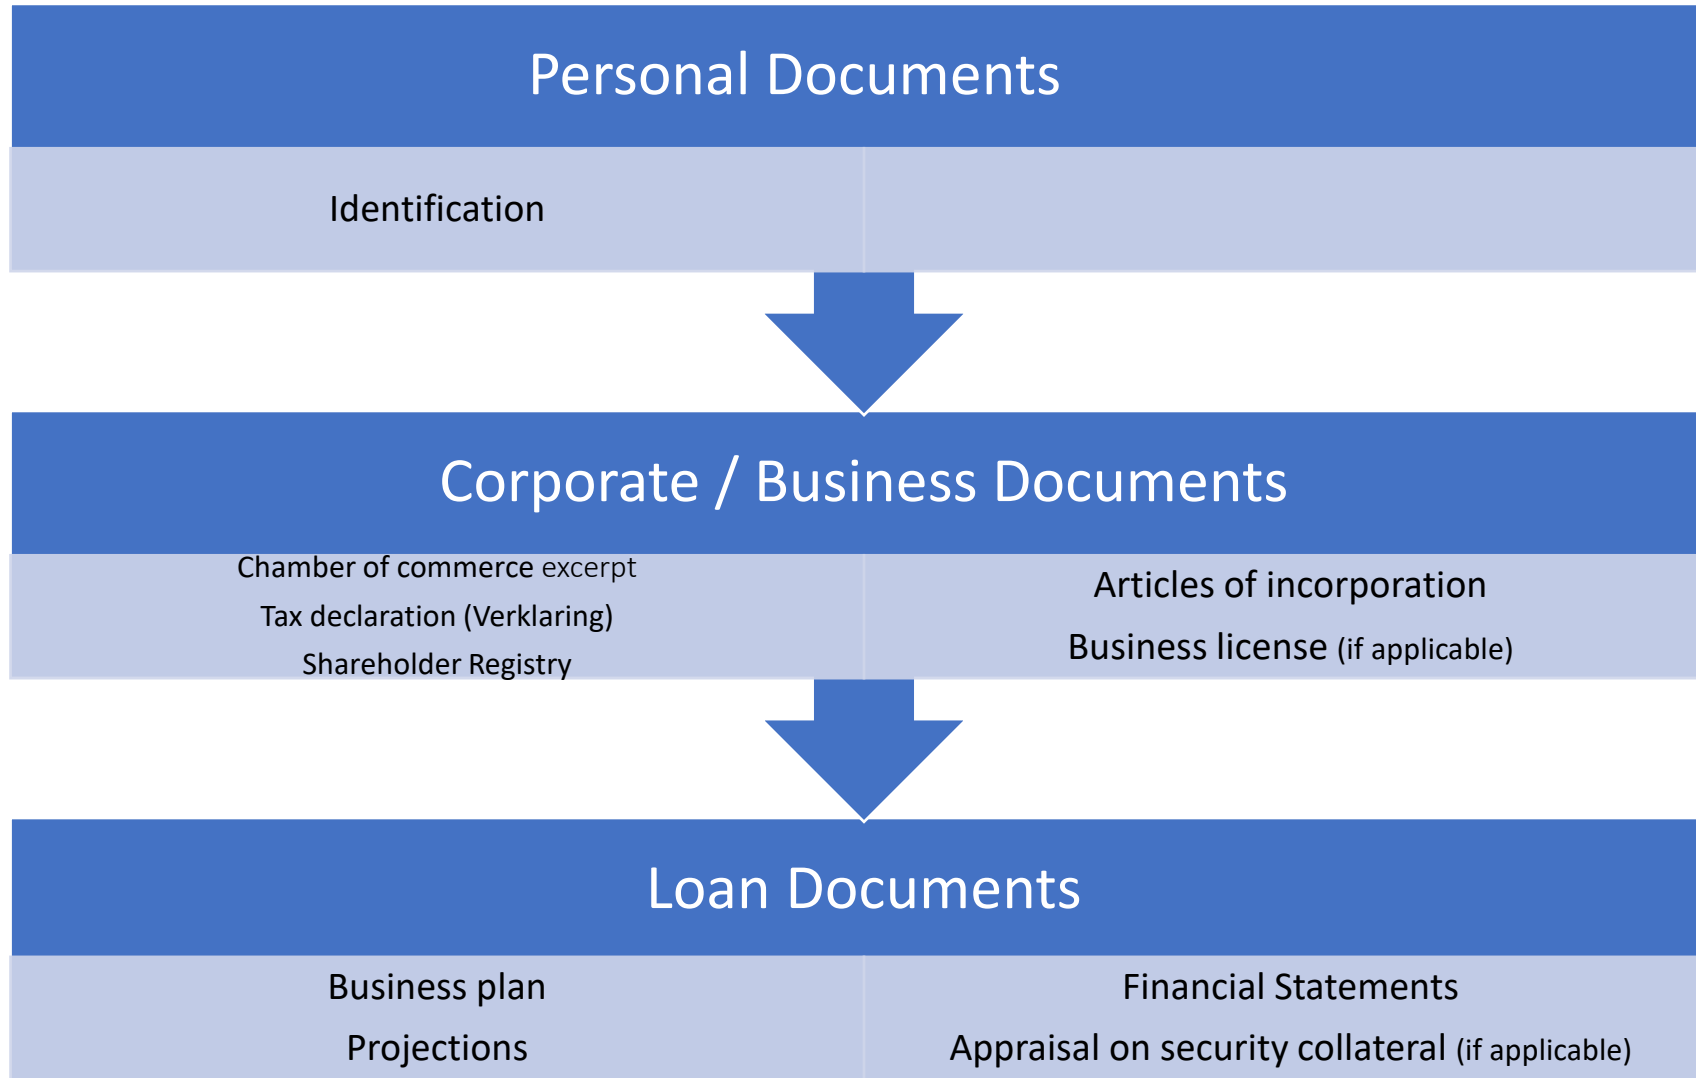 Personal Documents
Identification
Corporate / Business Documents
Chamber of commerce excerpt
Tax declaration (Verklaring)
Shareholder Registry
Articles of incorporation
Business license (if applicable)
Loan Documents
Business plan
Projections
Financial Statements
Appraisal on security collateral (if applicable)